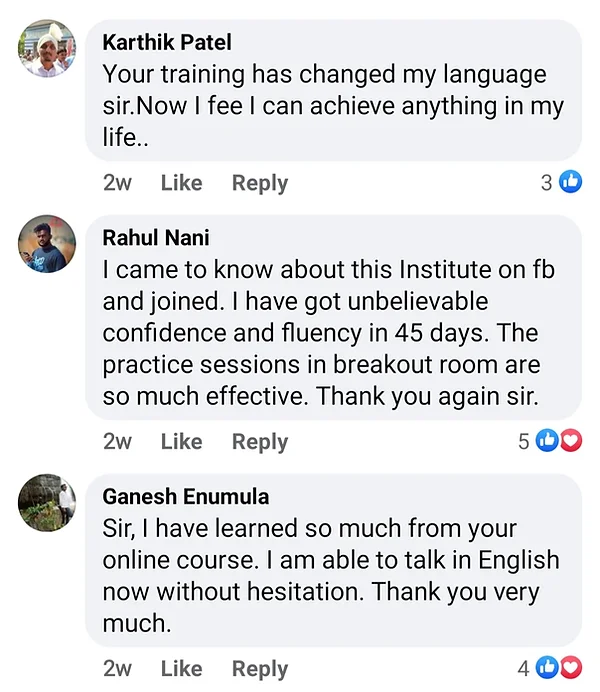 Karthik Patel
Your training has changed my language
sir.Now I fee I can achieve anything in my
life..
2w Like Reply 3
Rahul Nani
I came to know about this Institute on fb
and joined. I have got unbelievable
confidence and fluency in 45 days. The
practice sessions in breakout room are
so much effective. Thank you again sir.
2w Like Reply 5
Ganesh Enumula
Sir, I have learned so much from your
online course. I am able to talk in English
now without hesitation. Thank you very
much.
2w Like Reply 4